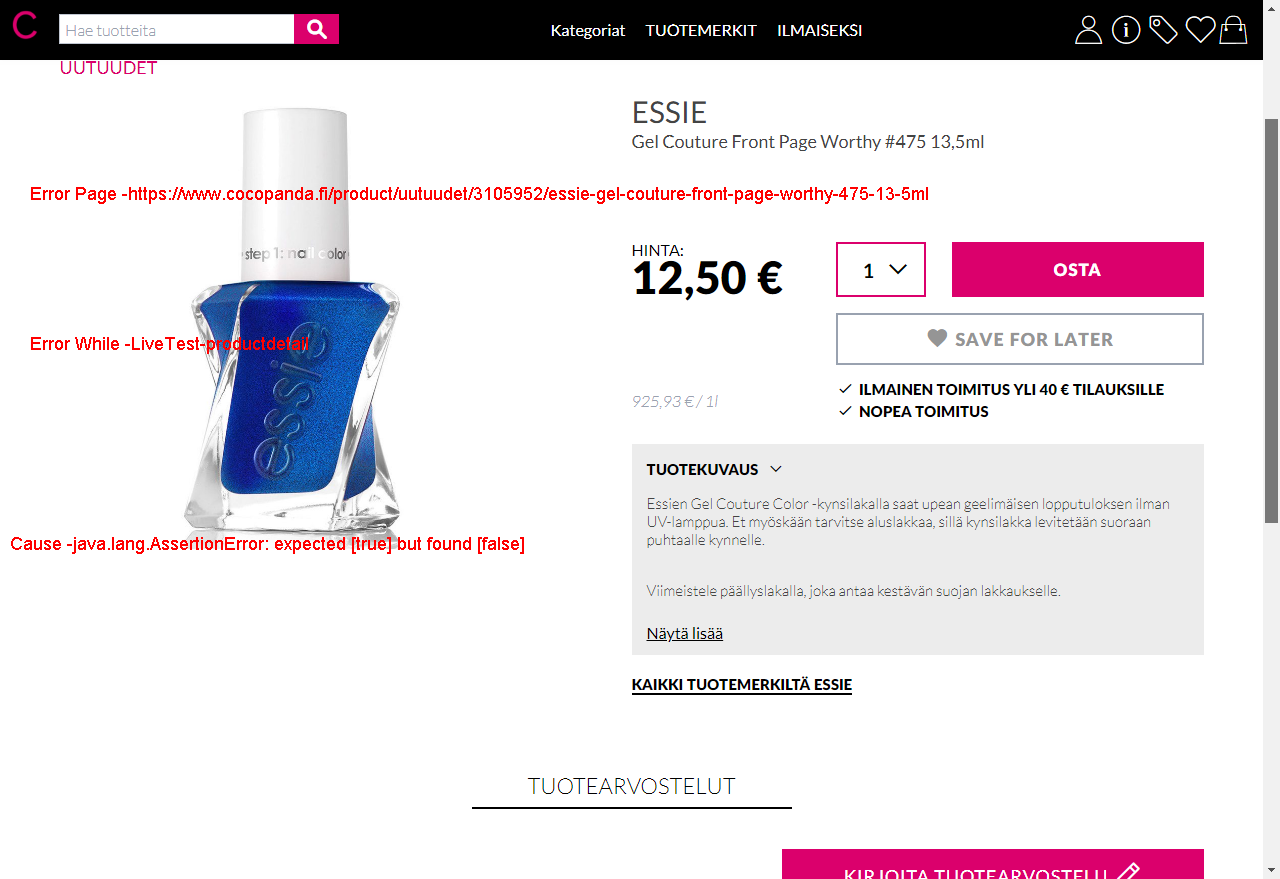 C
Hae tuotteita
Kategoriat TUOTEMERKIT ILMAISEKSI
UUTUUDET
ESSIE
Gel Couture Front Page Worthy #475 13,5ml
Error Page -https://www.cocopanda.fi/product/uutuudet/3105952/essie-gel-couture-front-page-worthy-475-13-5ml
step 1: nail color
HINTA:
12,50 €
1
OSTA
SAVE FOR LATER
Error While -LiveTest-productdetail
essie
925,93 € / 1l
ILMAINEN TOIMITUS YLI 40 € TILAUKSILLE
NOPEA TOIMITUS
TUOTEKUVAUS
Essien Gel Couture Color -kynsilakalla saat upean geelimäisen lopputuloksen ilman
UV-lamppua. Et myöskään tarvitse aluslakkaa, sillä kynsilakka levitetään suoraan
puhtaalle kynnelle.
Cause -java.lang.AssertionError: expected [true] but found [false]
Viimeistele päällyslakalla, joka antaa kestävän suojan lakkaukselle.
Näytä lisää
KAIKKI TUOTEMERKILTÄ ESSIE
TUOTEARVOSTELUT
KIRJOITA TUOTEARVOSTELU